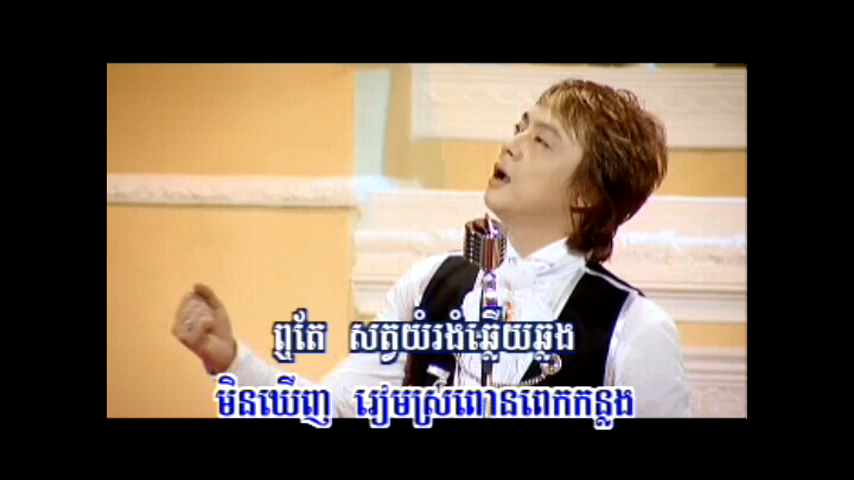 ឮតែ សត្វយំរងំឆ្លើយឆ្លង
មិនឃើញ រៀមស្រពោនពេកកន្លង